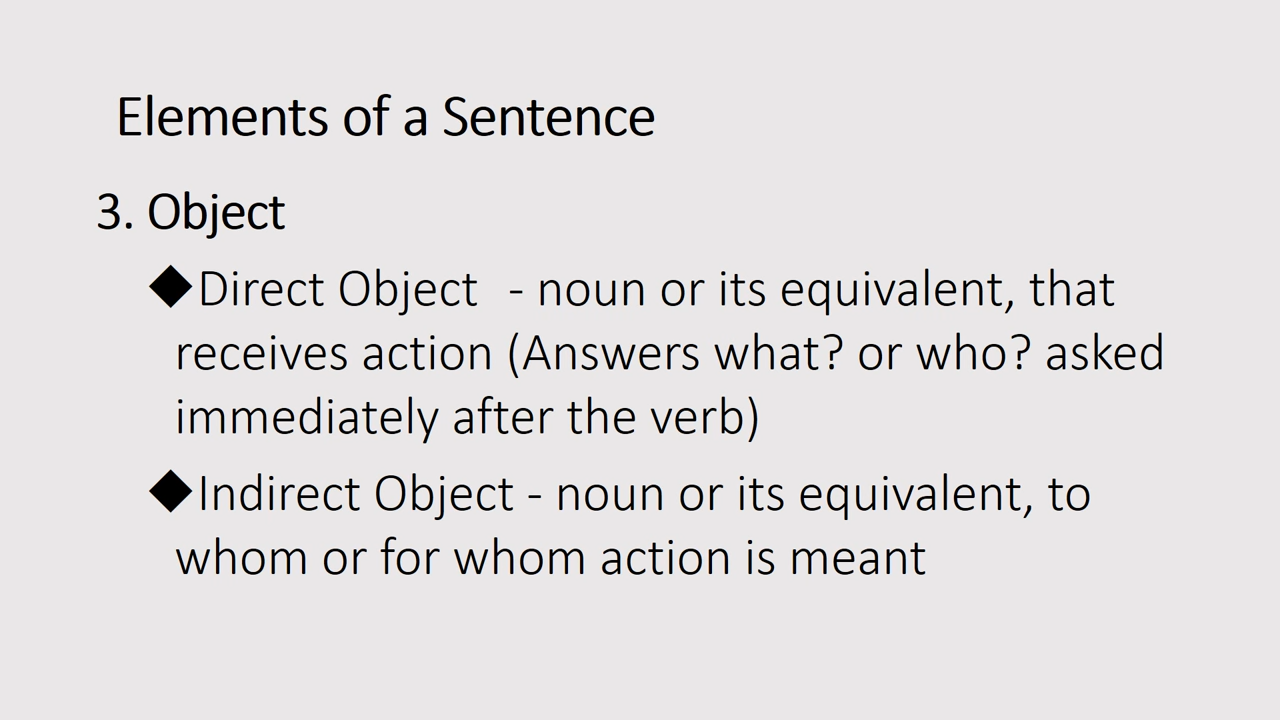 Elements of a Sentence
3. Object
◆Direct Object - noun or its equivalent, that
receives action (Answers what? or who? asked
immediately after the verb)
◆Indirect Object - noun or its equivalent, to
whom or for whom action is meant